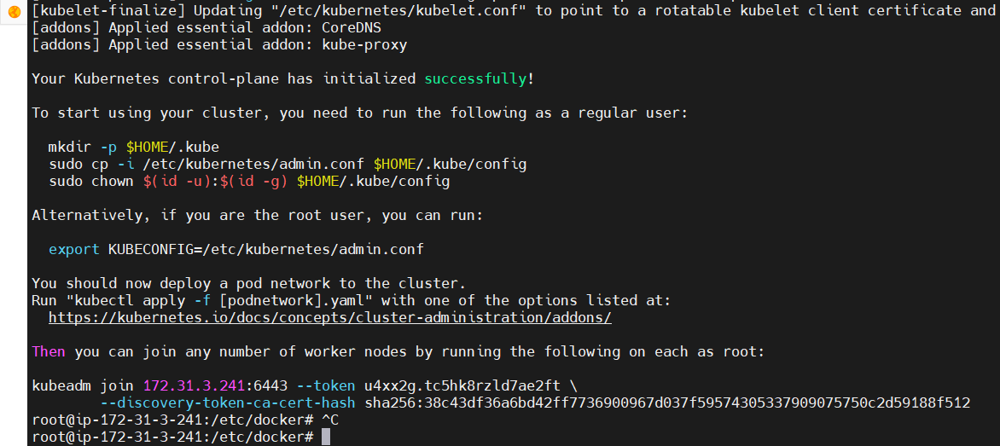 [kubelet-finalize] Updating "/etc/kubernetes/kubelet.conf" to point to a rotatable kubelet client certificate and
[addons] Applied essential addon: CoreDNS
[addons] Applied essential addon: kube-proxy
Your Kubernetes control-plane has initialized successfully!
To start using your cluster, you need to run the following as a regular user:
mkdir -p $HOME/.kube
sudo cp -i /etc/kubernetes/admin.conf $HOME/.kube/config
sudo chown $(id -u):$(id -g) $HOME/.kube/config
Alternatively, if you are the root user, you can run:
export KUBECONFIG=/etc/kubernetes/admin.conf
You should now deploy a pod network to the cluster.
Run "kubectl apply -f [podnetwork].yaml" with one of the options listed at:
https://kubernetes.io/docs/concepts/cluster-administration/addons/
Then you can join any number of worker nodes by running the following on each as root:
kubeadm join 172.31.3.241:6443 --token u4xx2g.tc5hk8rzld7ae2ft \
--discovery-token-ca-cert-hash sha256:38c43df36a6bd42ff7736900967d037f59574305337909075750c2d59188f512
root@ip-172-31-3-241:/etc/docker# ^C
root@ip-172-31-3-241:/etc/docker#